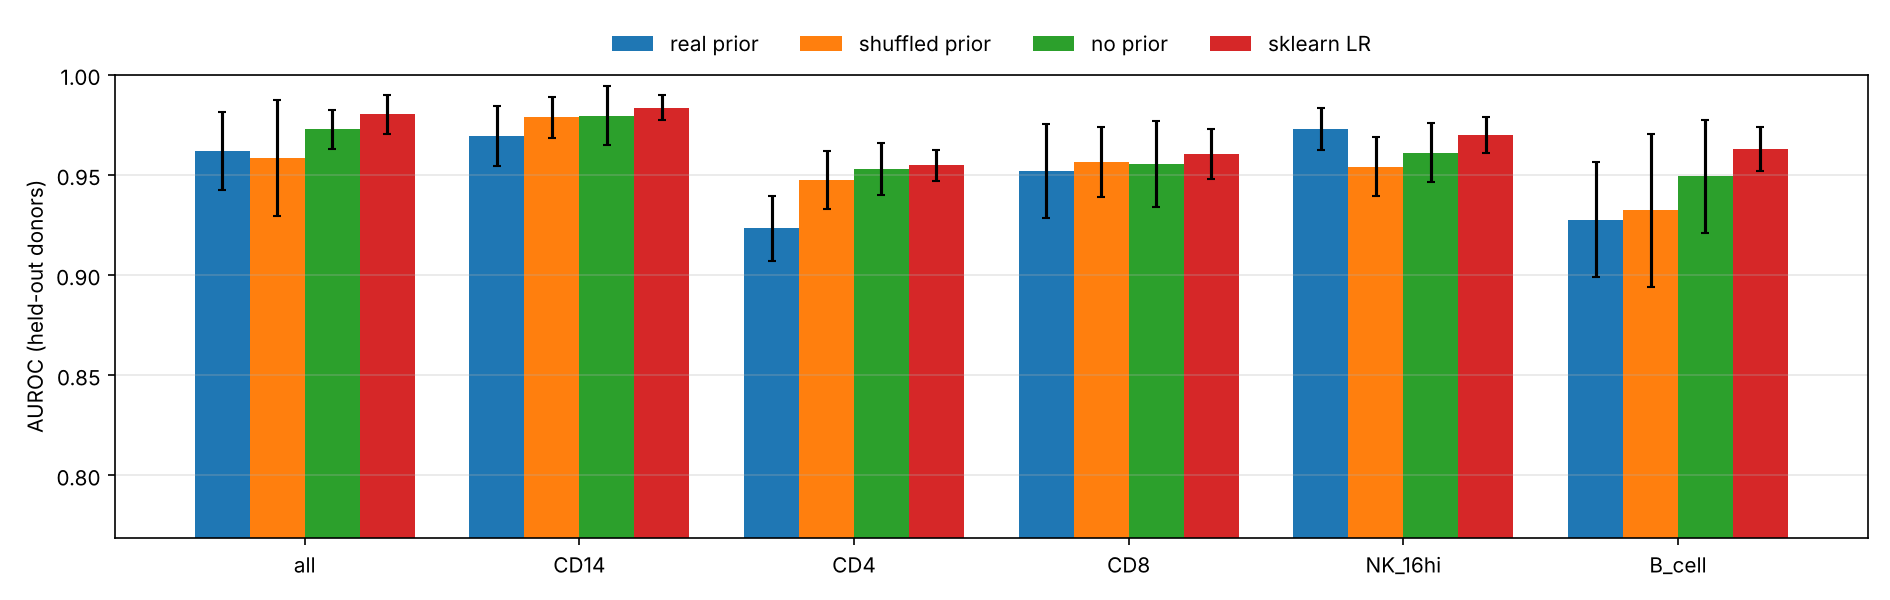 real prior shuffled prior no prior sklearn LR
AUROC (held-out donors)
1.00
0.95
0.90
0.85
0.80
all CD14 CD4 CD8 NK_16hi B_cell